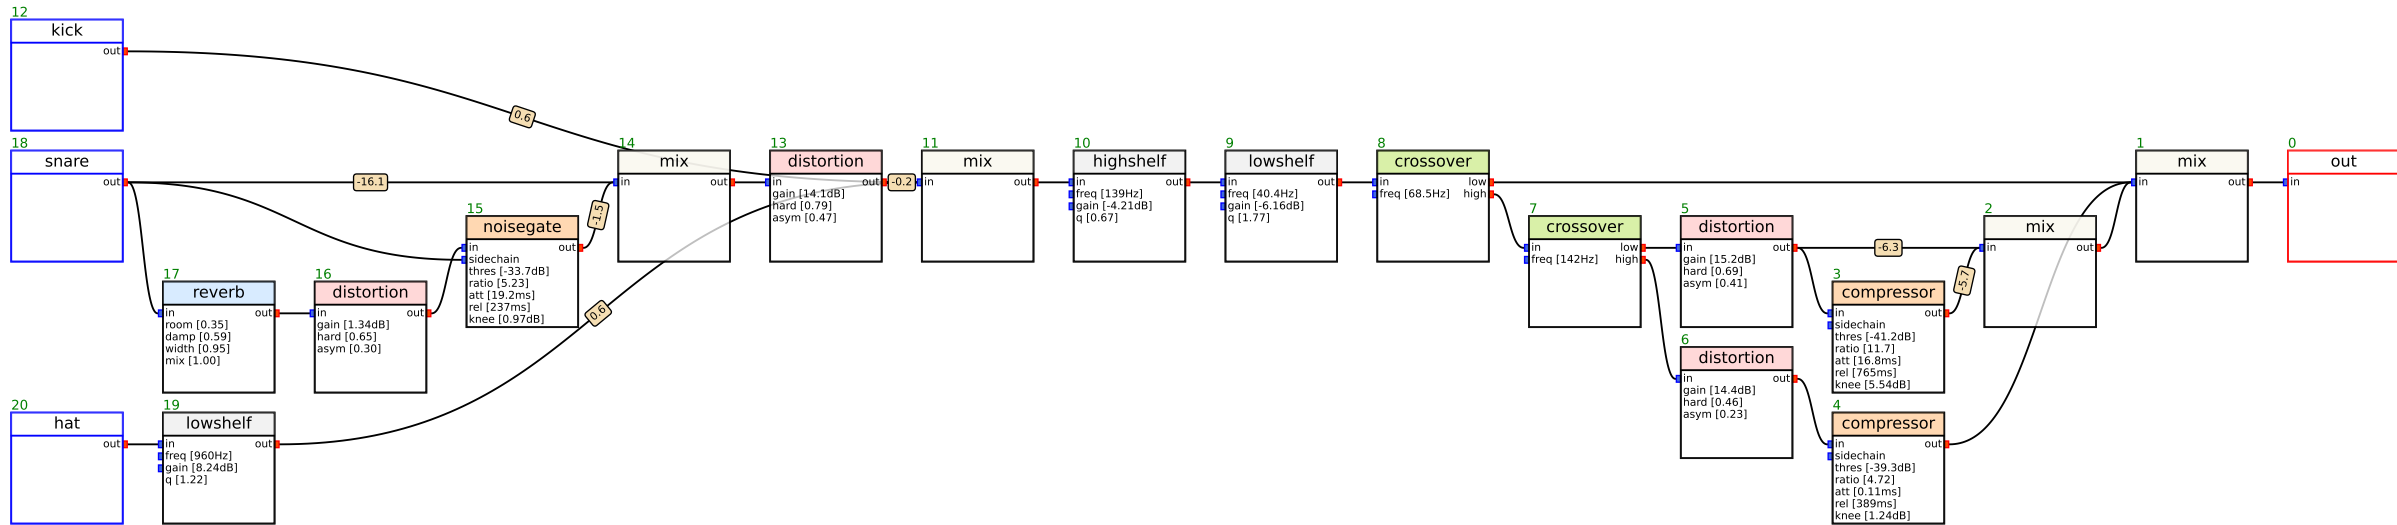 12
kick
out
0.6
18
snare
out
-16.1
17
reverb
in out
room [0.35]
damp [0.59]
width [0.95]
mix [1.00]
16
distortion
in out
gain [1.34dB]
hard [0.65]
asym [0.30]
15
noisegate
in out
sidechain
thres [-33.7dB]
ratio [5.23]
att [19.2ms]
rel [237ms]
knee [0.97dB]
-1.5
20
hat
out
19
lowshelf
in out
freq [960Hz]
gain [8.24dB]
q [1.22]
0.6
14
mix
in out
13
distortion
in out
gain [14.1dB]
hard [0.79]
asym [0.47]
-0.2
11
mix
in out
10
highshelf
in out
freq [139Hz]
gain [-4.21dB]
q [0.67]
9
lowshelf
in out
freq [40.4Hz]
gain [-6.16dB]
q [1.77]
8
crossover
in low
freq [68.5Hz] high
7
crossover
in low
freq [142Hz] high
5
distortion
in out
gain [15.2dB]
hard [0.69]
asym [0.41]
-6.3
3
compressor
in out
sidechain
thres [-41.2dB]
ratio [11.7]
att [16.8ms]
rel [765ms]
knee [5.54dB]
-5.7
6
distortion
in out
gain [14.4dB]
hard [0.46]
asym [0.23]
4
compressor
in out
sidechain
thres [-39.3dB]
ratio [4.72]
att [0.11ms]
rel [389ms]
knee [1.24dB]
2
mix
in out
1
mix
in out
0
out
in